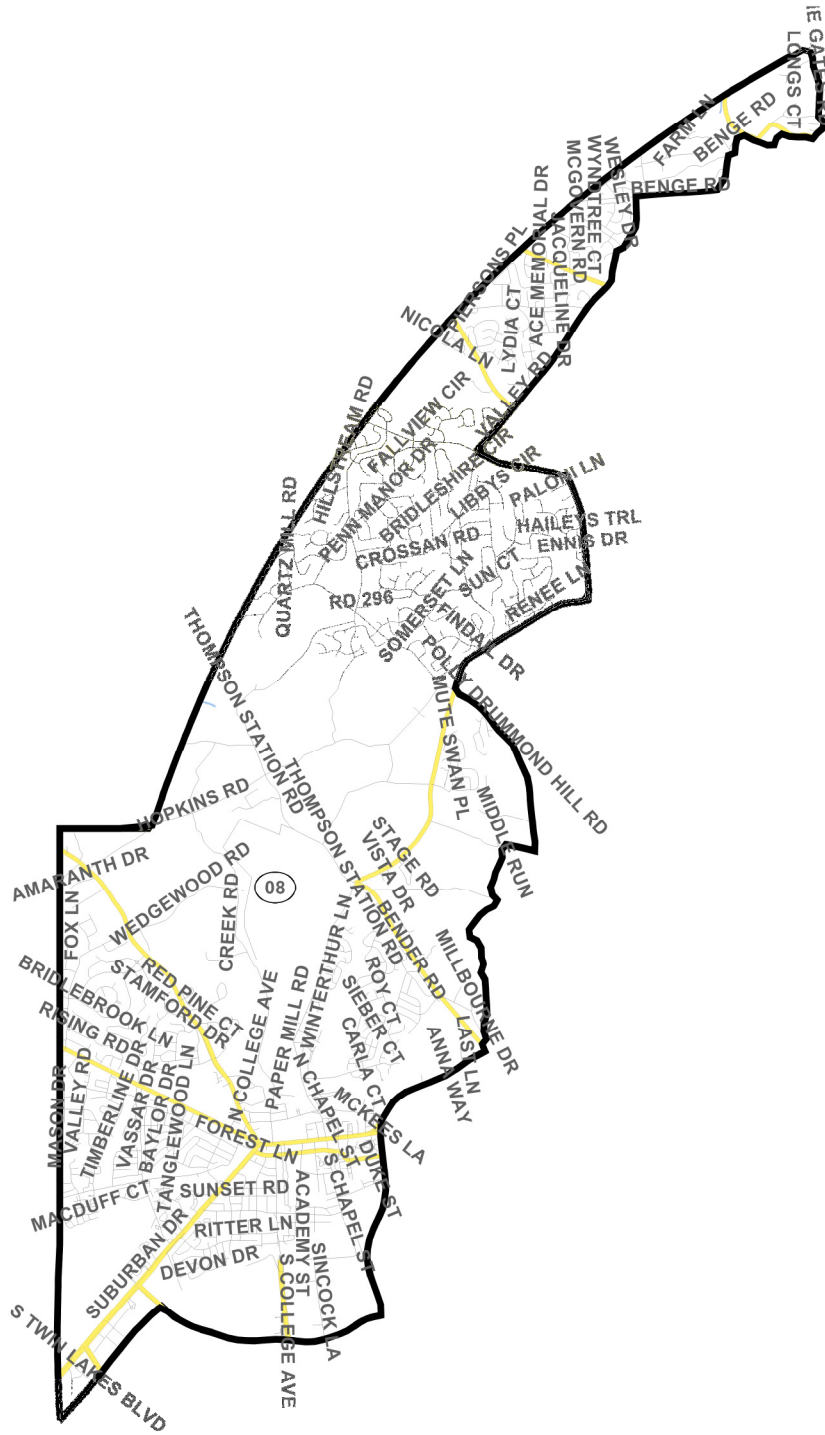 LONGS CT
FARM LN
BENGE RD
BENGE RD
WESLEY DR
WYNDTREE CT
MCGOVERN RD
JACQUELINE DR
ACE MEMORIAL DR
PIERSONS PL
LYDIA CT
NICOLA LN
VALLEY RD
FALLVIEW CIR
HILLSTREAM RD
PENN MANOR DR
BRIDLESHIRE CIR
LIBBYS CIR
PALOMI LN
HAILEYS TRL
ENNIS DR
CROSSAN RD
SUN CT
QUARTZ MILL RD
RD 296
SOMERSET LN
RENEE LN
FINDAIL DR
THOMPSON STATION RD
POLLY DRUMMOND HILL RD
MUTE SWAN PL
THOMPSON STATION RD
HOPKINS RD
MIDDLE RUN
STAGE RD
VISTA DR
AMARANTH DR
WEDGEWOOD RD
08
CREEK RD
FOX LN
BENDER RD
WINTERTHUR LN
MILLBOURNE DR
RED PINE CT
STAMFORD DR
BRIDLEBROOK LN
ROY CT
SIEBER CT
RISING RD
N COLLEGE AVE
PAPER MILL RD
CARLA CT
LAST LN
ANNA WAY
N CHAPEL ST
MASON DR
VALLEY RD
TIMBERLINE DR
VASSAR DR
BAYLOR DR
TANGLEWOOD LN
FOREST LN
MCKEES LA
DUKE ST
S CHAPEL ST
MACDUFF CT
SUNSET RD
ACADEMY ST
RITTER LN
SUBURBAN DR
DEVON DR
SINCOCK LA
S COLLEGE AVE
S TWIN LAKES BLVD